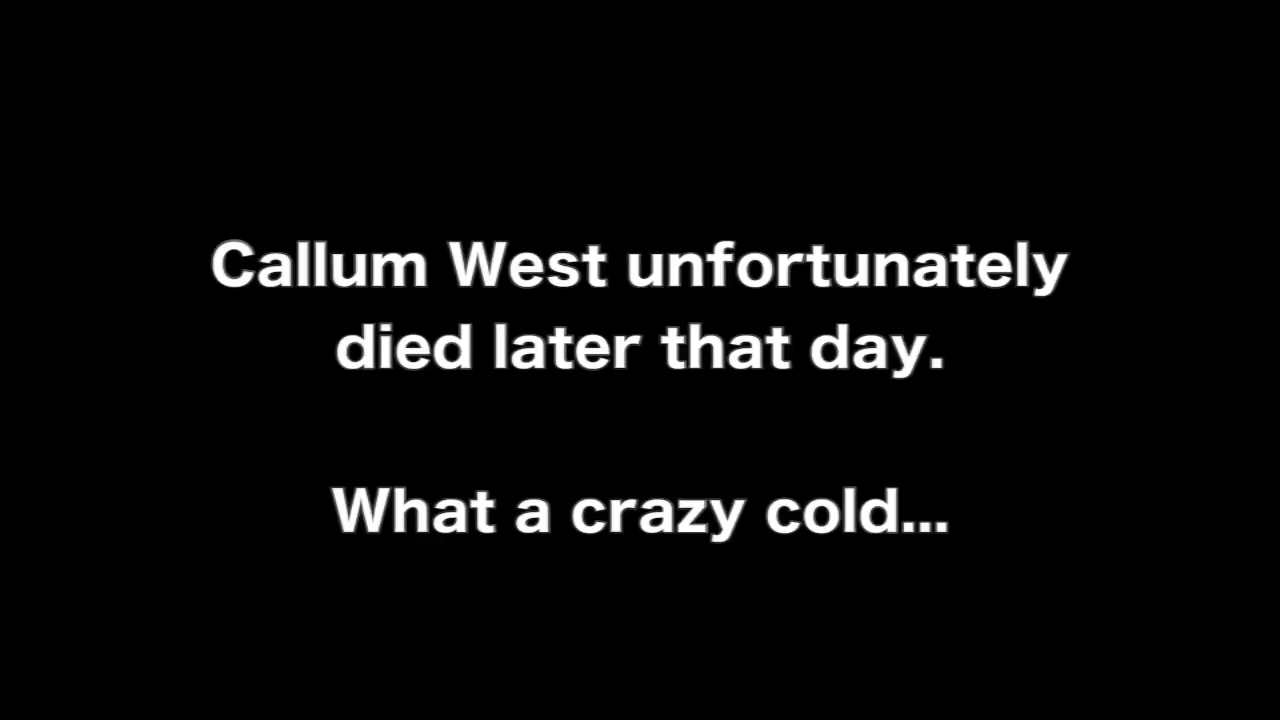 Callum West unfortunately
died later that day.
What a crazy cold...